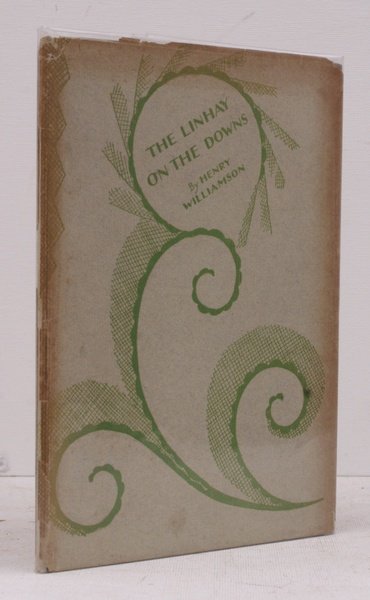 THE LINHAY
ON THE DOWNS
By HENRY
WILLIAMSON